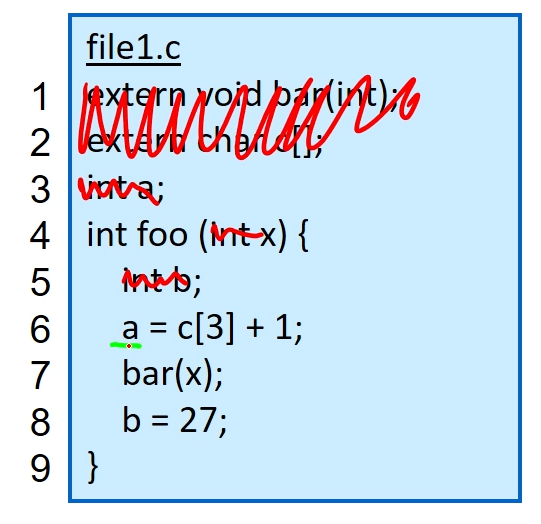 file1.c
1 extern void bar(int);
2 extern char c[];
3 int a;
4 int foo (int x) {
5 int b;
6 a = c[3] + 1;
7 bar(x);
8 b = 27;
9 }